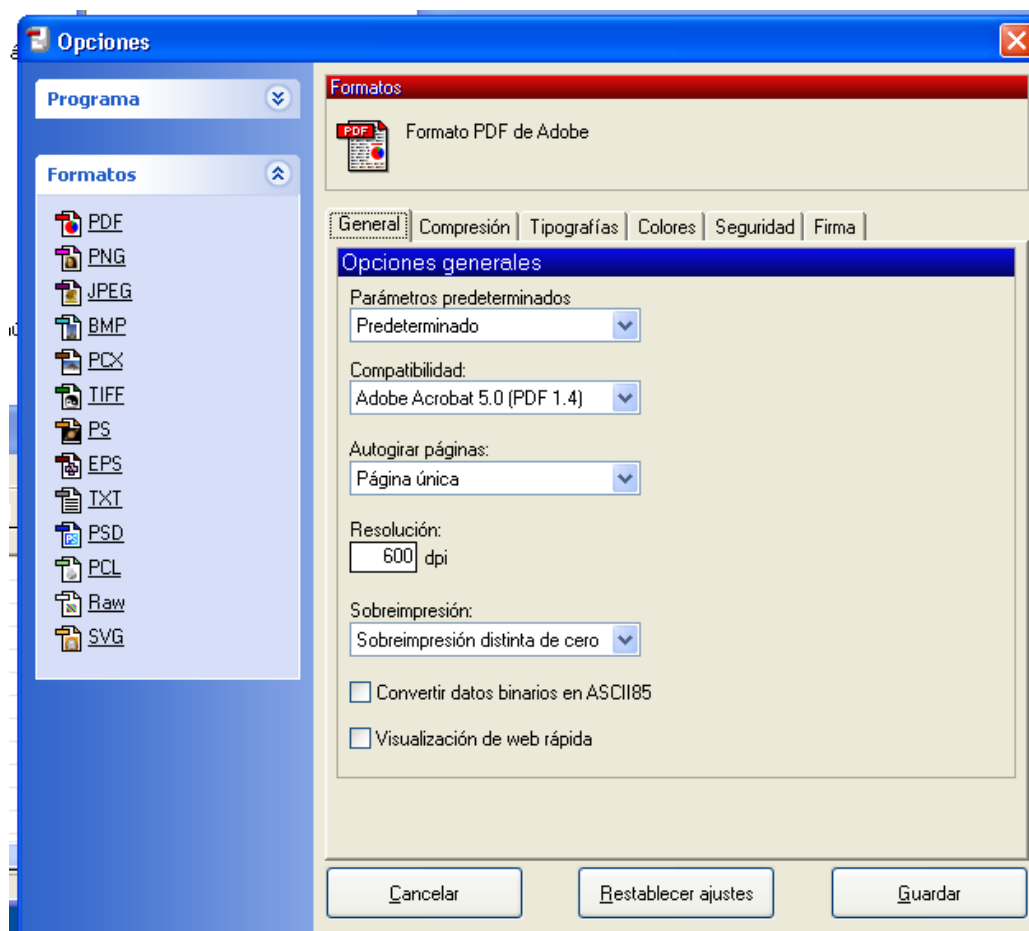 Opciones
Programa
Formatos
PDF
PNG
JPEG
BMP
PCX
TIFF
PS
EPS
TXT
PSD
PCL
Raw
SVG
Formatos
PDF
Formato PDF de Adobe
General Compresión Tipografías Colores Seguridad Firma
Opciones generales
Parámetros predeterminados
Predeterminado
Compatibilidad:
Adobe Acrobat 5.0 (PDF 1.4)
Autogirar páginas:
Página única
Resolución:
600 dpi
Sobreimpresión:
Sobreimpresión distinta de cero
Convertir datos binarios en ASCII85
Visualización de web rápida
Cancelar Restablecer ajustes Guardar